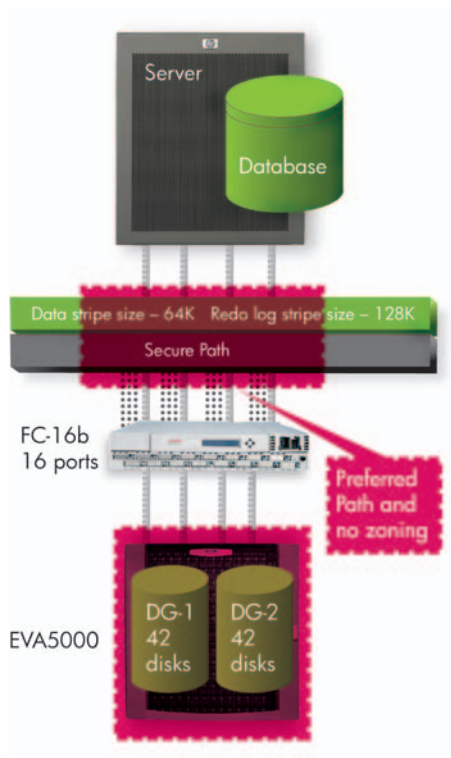 Server
Database
Data stripe size – 64K Redo log stripe size – 128K
Secure Path
FC-16b
16 ports
Preferred
Path and
no zoning
EVA5000
DG-1
42
disks
DG-2
42
disks